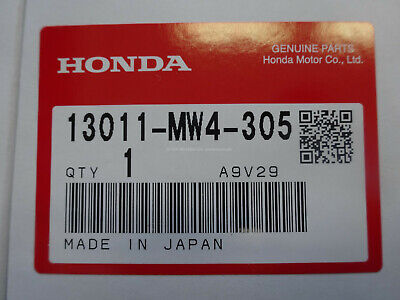 HONDA
GENUINE PARTS
Honda Motor Co., Ltd.
13011-MW4-305
QTY 1 A9V29
MADE IN JAPAN